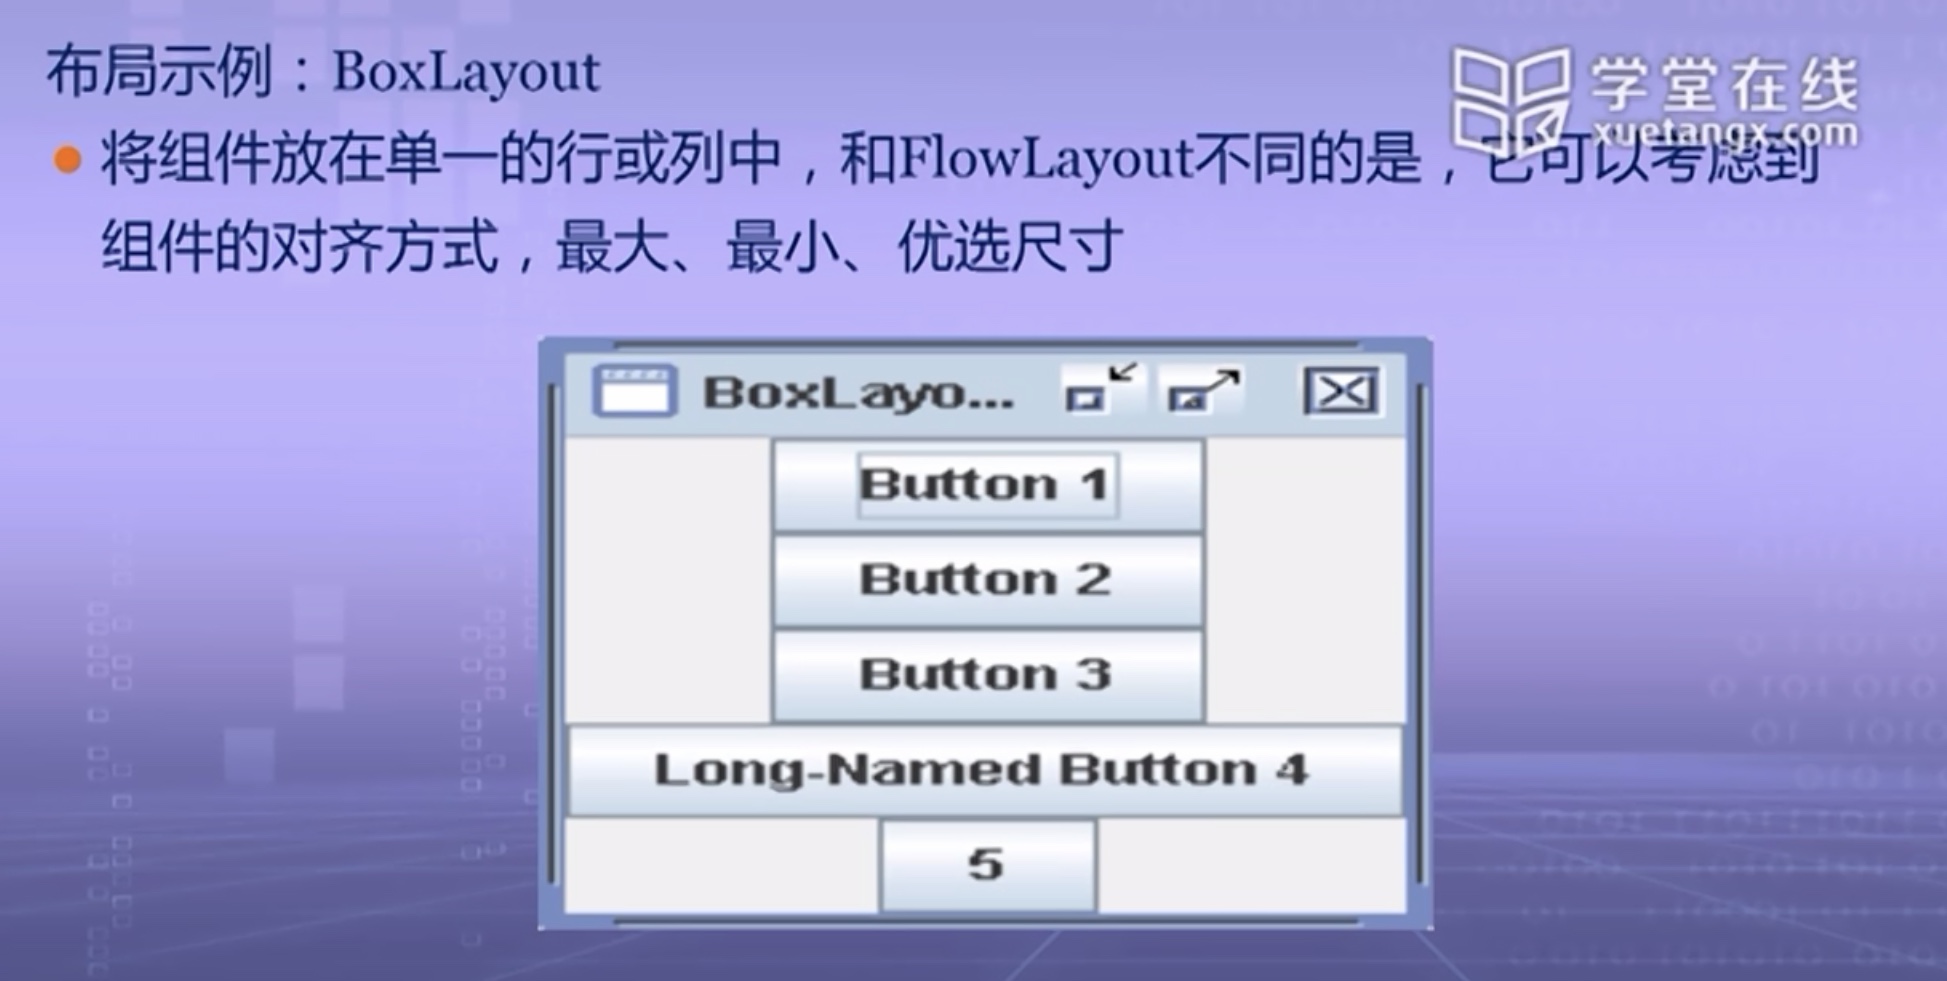 布局示例：BoxLayout
学堂在线
xuetangx.com
将组件放在单一的行或列中，和FlowLayout不同的是，它可以考虑到
组件的对齐方式，最大、最小、优选尺寸
BoxLayo...
Button 1
Button 2
Button 3
Long-Named Button 4
5